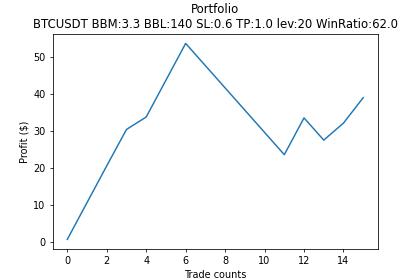 Portfolio
BTCUSDT BBM:3.3 BBL:140 SL:0.6 TP:1.0 lev:20 WinRatio:62.0
50
40
30
20
10
0
Profit ($)
0 2 4 6 8 10 12 14
Trade counts